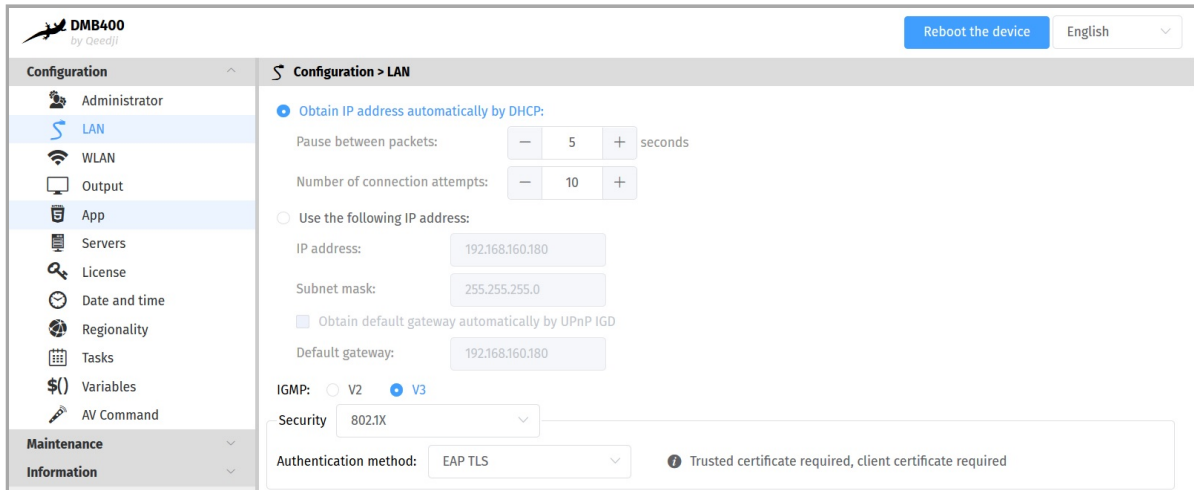 DMB400
by Qeedji
Reboot the device
English
Configuration
Administrator
LAN
WLAN
Output
App
Servers
License
Date and time
Regionality
Tasks
$() Variables
AV Command
Maintenance
Information
Configuration > LAN
Obtain IP address automatically by DHCP:
Pause between packets: − 5 + seconds
Number of connection attempts: − 10 +
Use the following IP address:
IP address: 192.168.160.180
Subnet mask: 255.255.255.0
Obtain default gateway automatically by UPnP IGD
Default gateway: 192.168.160.180
IGMP: V2 V3
Security 802.1X
Authentication method: EAP TLS Trusted certificate required, client certificate required